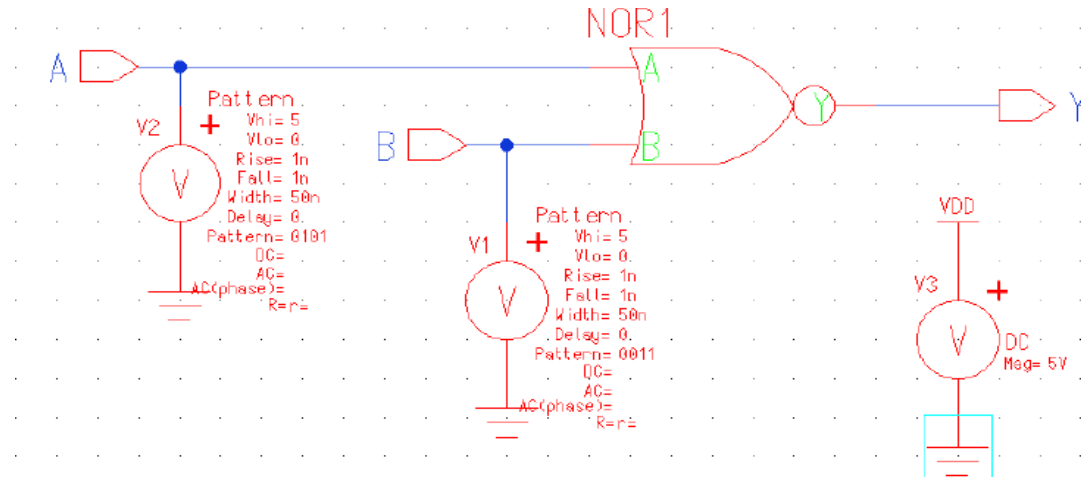 NOR1
A
A
Y
Y
V2
Pattern
Vhi= 5
Vlo= 0.
Rise= 1n
Fall= 1n
Width= 50n
Delay= 0.
Pattern= 0101
DC=
AC=
AC(phase)=
R=r=
B
B
V1
Pattern
Vhi= 5
Vlo= 0.
Rise= 1n
Fall= 1n
Width= 50n
Delay= 0.
Pattern= 0011
DC=
AC=
AC(phase)=
R=r=
VDD
V3
V
V
V
DC
Mag= 5V